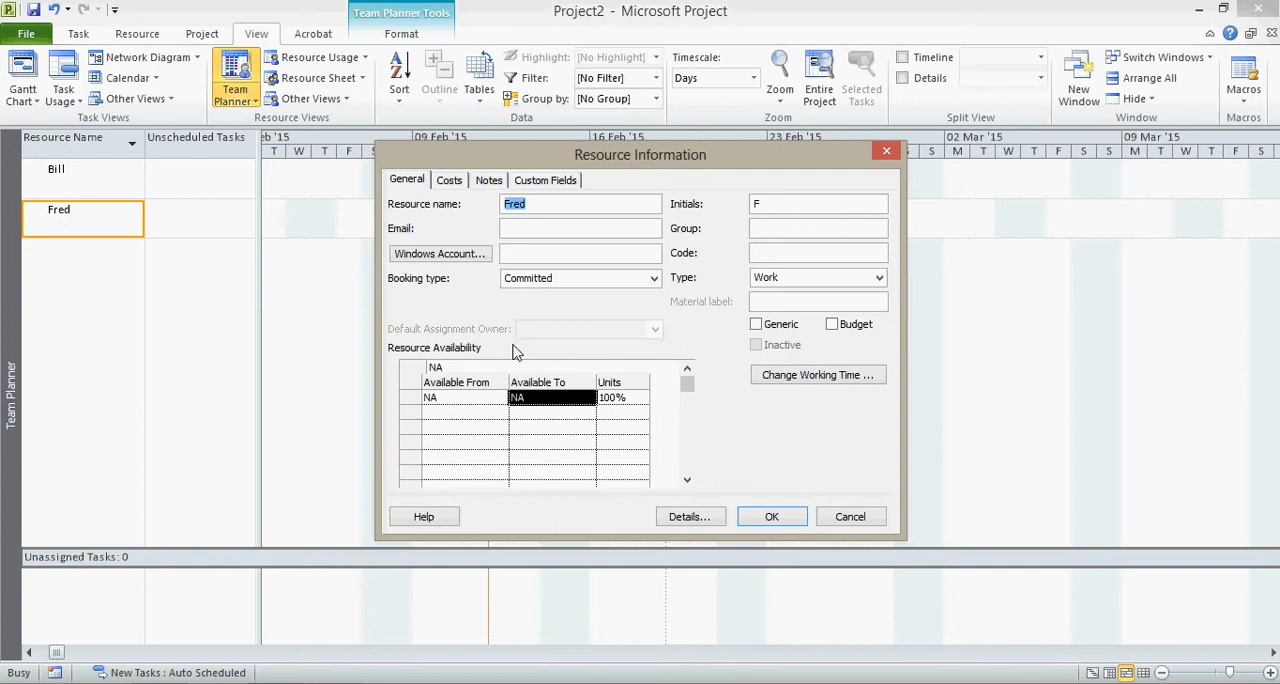 Team Planner Tools
Project2 - Microsoft Project
File Task Resource Project View Acrobat Format
Gantt Chart
Task Usage
Network Diagram
Calendar
Other Views
Task Views
Team Planner
Resource Usage
Resource Sheet
Other Views
Resource Views
Sort
Outline
Tables
Highlight: [No Highlight]
Filter: [No Filter]
Group by: [No Group]
Data
Timescale:
Days
Zoom
Entire Project
Selected Tasks
Zoom
Timeline
Details
Split View
New Window
Switch Windows
Arrange All
Hide
Window
Macros
Macros
Resource Name Unscheduled Tasks
eb '15 09 Feb '15 16 Feb '15 23 Feb '15 02 Mar '15 09 Mar '15
T W T F S S M T W T F S S M T W T F S
Bill
Fred
Team Planner
Resource Information
General Costs Notes Custom Fields
Resource name: Fred Initials: F
Email: Group:
Windows Account... Code:
Booking type: Committed Type: Work
Material label:
Default Assignment Owner: Generic Budget
Resource Availability Inactive
NA
Change Working Time ...
Available From Available To Units
NA NA 100%
Help Details... OK Cancel
Unassigned Tasks: 0
Busy New Tasks : Auto Scheduled